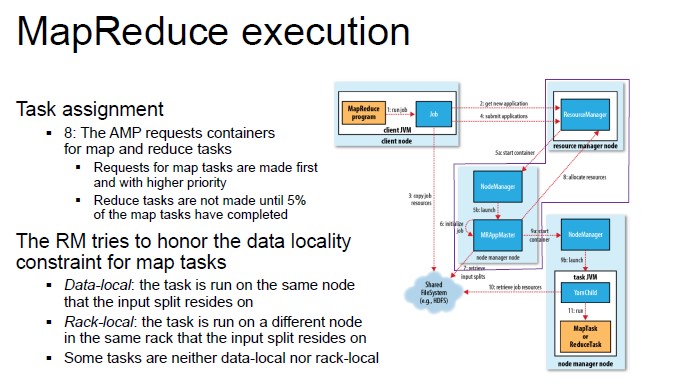 MapReduce execution
Task assignment
▪ 8: The AMP requests containers
for map and reduce tasks
▪ Requests for map tasks are made first
and with higher priority
▪ Reduce tasks are not made until 5%
of the map tasks have completed
The RM tries to honor the data locality
constraint for map tasks
▪ Data-local: the task is run on the same node
that the input split resides on
▪ Rack-local: the task is run on a different node
in the same rack that the input split resides on
▪ Some tasks are neither data-local nor rack-local
MapReduce
program
1: run job
Job
client JVM
client node
2: get new application
4: submit applications
ResourceManager
resource manager node
3: copy job
resources
5a: start container
NodeManager
5b: launch
8: allocate resources
6: initialize
job
MRAppMaster
node manager node
9a: start
container
NodeManager
7: retrieve
input splits
9b: launch
Shared
FileSystem
(e.g., HDFS)
task JVM
10: retrieve job resources
YarnChild
11: run
MapTask
or
ReduceTask
node manager node